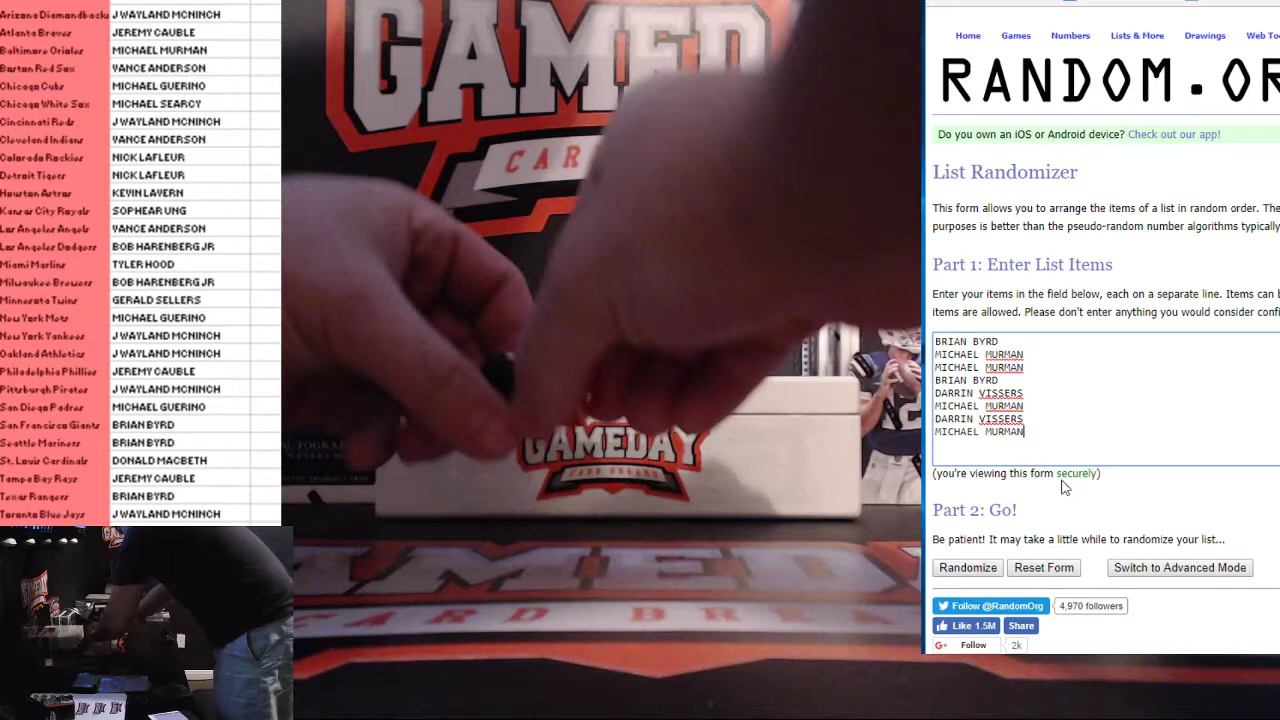 Arizona Diamondbacks J WAYLAND MCNINCH
Atlanta Braves JEREMY CAUBLE
Baltimore Orioles MICHAEL MURMAN
Boston Red Sox VANCE ANDERSON
Chicago Cubs MICHAEL GUERINO
Chicago White Sox MICHAEL SEARCY
Cincinnati Reds J WAYLAND MCNINCH
Cleveland Indians VANCE ANDERSON
Colorado Rockies NICK LAFLEUR
Detroit Tigers NICK LAFLEUR
Houston Astros KEVIN LAVERN
Kansas City Royals SOPHEAR UNG
Los Angeles Angels VANCE ANDERSON
Los Angeles Dodgers BOB HARENBERG JR
Miami Marlins TYLER HOOD
Milwaukee Brewers BOB HARENBERG JR
Minnesota Twins GERALD SELLERS
New York Mets MICHAEL GUERINO
New York Yankees J WAYLAND MCNINCH
Oakland Athletics J WAYLAND MCNINCH
Philadelphia Phillies JEREMY CAUBLE
Pittsburgh Pirates J WAYLAND MCNINCH
San Diego Padres MICHAEL GUERINO
San Francisco Giants BRIAN BYRD
Seattle Mariners BRIAN BYRD
St. Louis Cardinals DONALD MACBETH
Tampa Bay Rays JEREMY CAUBLE
Texas Rangers BRIAN BYRD
Toronto Blue Jays J WAYLAND MCNINCH
GAMED
CAR
GAMEDAY
CARD BREA
12
Home Games Numbers Lists & More Drawings Web To
RANDOM.OR
Do you own an iOS or Android device? Check out our app!
List Randomizer
This form allows you to arrange the items of a list in random order. The
purposes is better than the pseudo-random number algorithms typically
Part 1: Enter List Items
Enter your items in the field below, each on a separate line. Items can b
items are allowed. Please don't enter anything you would consider confi
BRIAN BYRD
MICHAEL MURMAN
MICHAEL MURMAN
BRIAN BYRD
DARRIN VISSERS
MICHAEL MURMAN
DARRIN VISSERS
MICHAEL MURMAN
(you're viewing this form securely)
Part 2: Go!
Be patient! It may take a little while to randomize your list...
Randomize Reset Form Switch to Advanced Mode
Follow @RandomOrg 4,970 followers
Like 1.5M Share
G+ Follow 2k